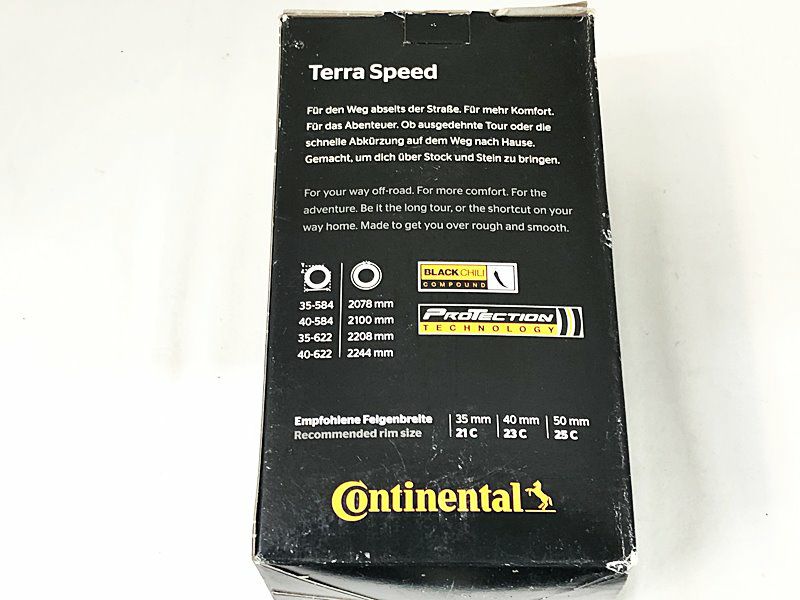 Terra Speed
Für den Weg abseits der Straße. Für mehr Komfort.
Für das Abenteuer. Ob ausgedehnte Tour oder die
schnelle Abkürzung auf dem Weg nach Hause.
Gemacht, um dich über Stock und Stein zu bringen.
For your way off-road. For more comfort. For the
adventure. Be it the long tour, or the shortcut on your
way home. Made to get you over rough and smooth.
35-584 2078 mm
40-584 2100 mm
35-622 2208 mm
40-622 2244 mm
BLACKCHILI
COMPOUND
PROTECTION
TECHNOLOGY
Empfohlene Felgenbreite 35 mm 40 mm 50 mm
Recommended rim size 21 C 23 C 25 C
Continental